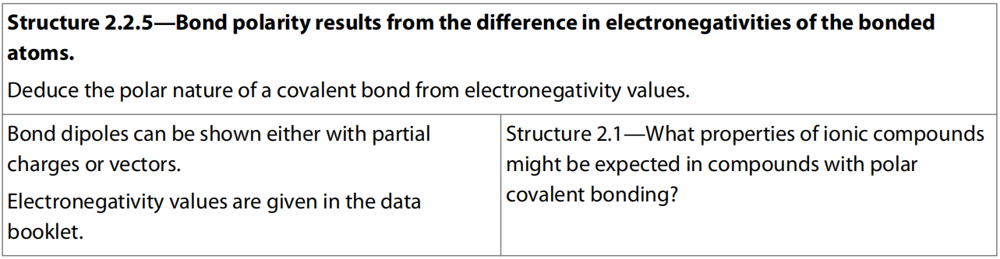 Structure 2.2.5—Bond polarity results from the difference in electronegativities of the bonded
atoms.
Deduce the polar nature of a covalent bond from electronegativity values.
Bond dipoles can be shown either with partial
charges or vectors.
Electronegativity values are given in the data
booklet.
Structure 2.1—What properties of ionic compounds
might be expected in compounds with polar
covalent bonding?